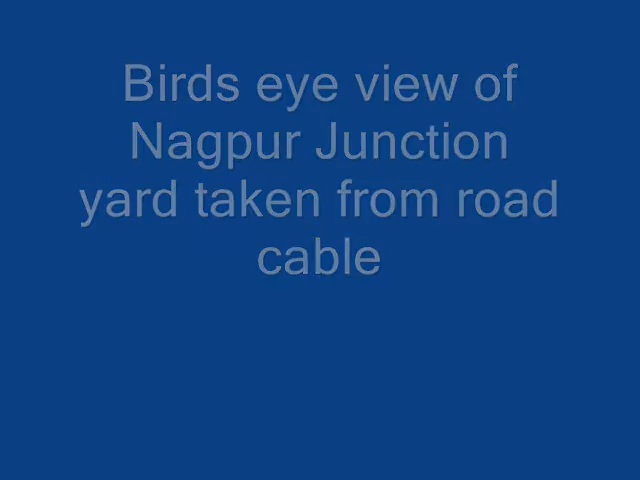 Birds eye view of
Nagpur Junction
yard taken from road
cable